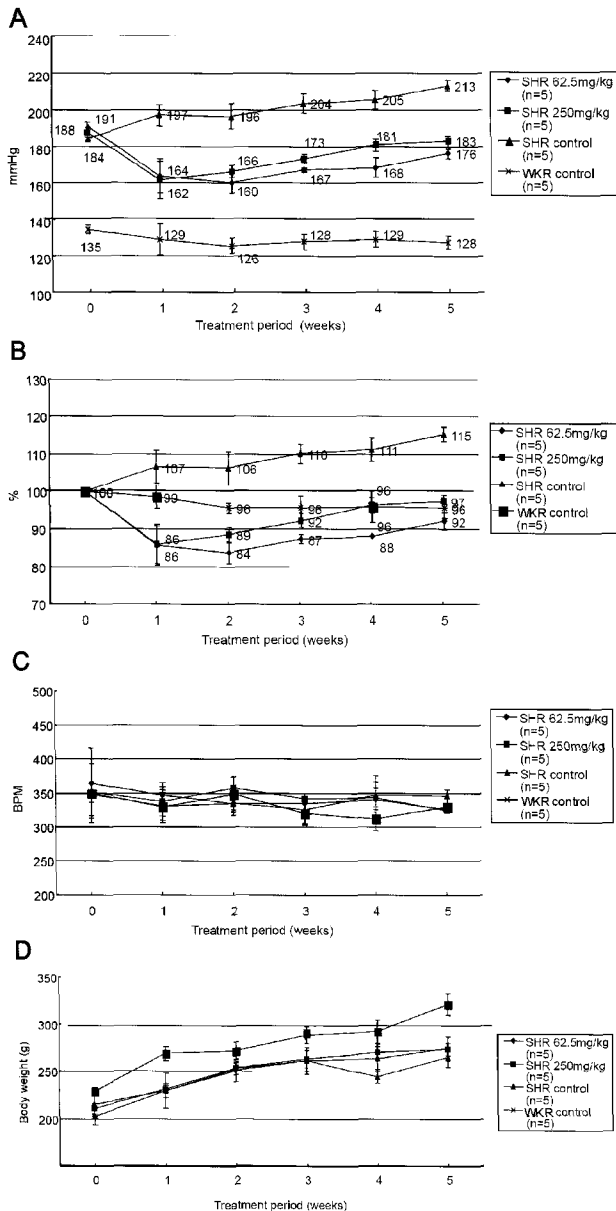 A
240
220
200
180
160
140
120
100
mmHg
191
188
184
197
196
204
205
213
164
162
166
160
173
167
181
168
183
176
135
129
126
128
129
128
0 1 2 3 4 5
Treatment period (weeks)
SHR 62.5mg/kg
(n=5)
SHR 250mg/kg
(n=5)
SHR control
(n=5)
WKR control
(n=5)
B
130
120
110
100
90
80
70
%
100
107
106
110
111
115
99
96
98
96
97
96
86
86
89
84
92
87
96
88
92
0 1 2 3 4 5
Treatment period (weeks)
SHR 62.5mg/kg
(n=5)
SHR 250mg/kg
(n=5)
SHR control
(n=5)
WKR control
(n=5)
C
500
450
400
350
300
250
200
BPM
0 1 2 3 4 5
Treatment period (weeks)
SHR 62.5mg/kg
(n=5)
SHR 250mg/kg
(n=5)
SHR control
(n=5)
WKR control
(n=5)
D
350
300
250
200
Body weight (g)
0 1 2 3 4 5
Treatment period (weeks)
SHR 62.5mg/kg
(n=5)
SHR 250mg/kg
(n=5)
SHR control
(n=5)
WKR control
(n=5)